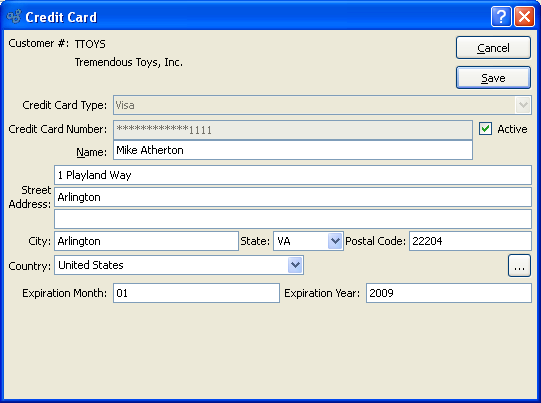 Credit Card
Customer #: TTOYS
Tremendous Toys, Inc.
Cancel
Save
Credit Card Type: Visa
Credit Card Number: ************1111 Active
Name: Mike Atherton
Street Address: 1 Playland Way
Arlington
City: Arlington State: VA Postal Code: 22204
Country: United States ...
Expiration Month: 01 Expiration Year: 2009